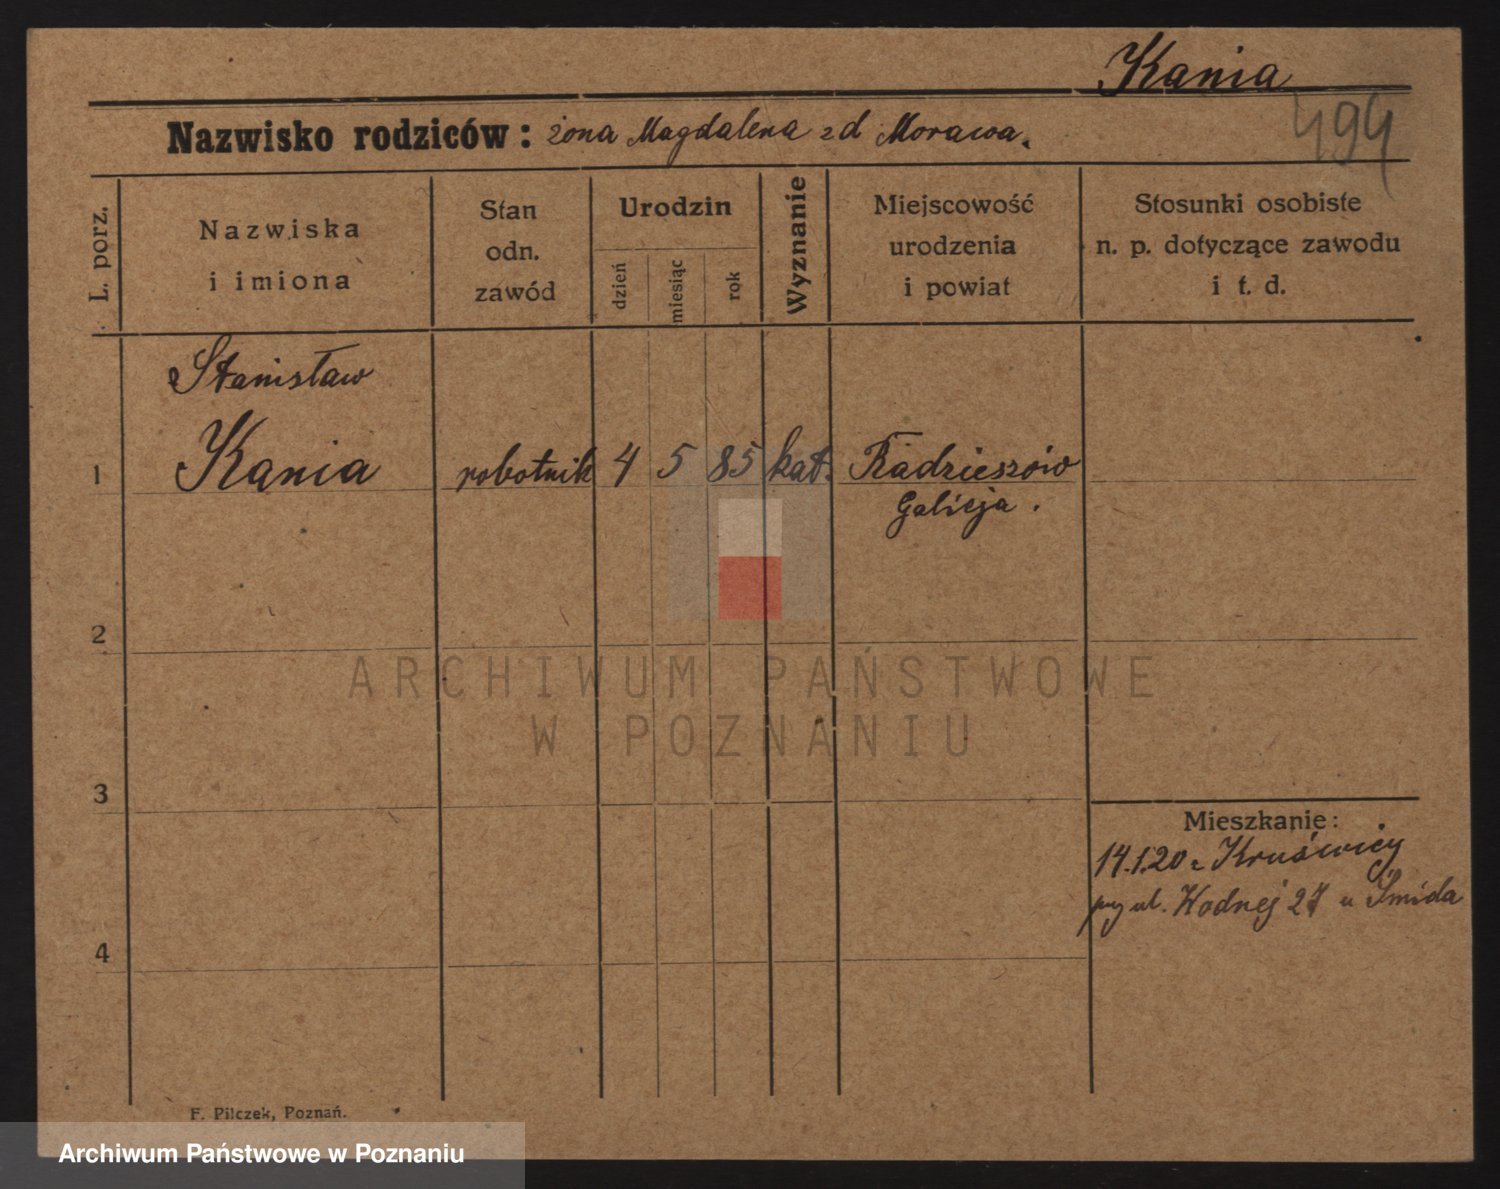 Kania
494
Nazwisko rodziców: żona Magdalena zd Morawa.
L. porz.
Nazwiska
i imiona
Stan
odn.
zawód
Urodzin
dzień
miesiąc
rok
Wyznanie
Miejscowość
urodzenia
i powiat
Stosunki osobiste
n. p. dotyczące zawodu
i t. d.
Stanisław
1 Kania robotnik 4 5 85 kat. Radzieszów
Galicja.
2
ARCHIWUM PAŃSTWOWE
W POZNANIU
3
Mieszkanie:
14.1.20 z Kruświcy
przy ul. Wodnej 27 u Śmida
4
F. Pilczek, Poznań.
Archiwum Państwowe w Poznaniu